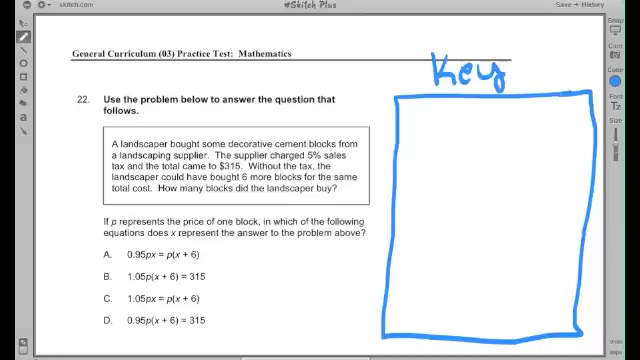 skitch.com
Skitch Plus
Save → History
General Curriculum (03) Practice Test: Mathematics
Key
22. Use the problem below to answer the question that
follows.
A landscaper bought some decorative cement blocks from
a landscaping supplier. The supplier charged 5% sales
tax and the total came to $315. Without the tax, the
landscaper could have bought 6 more blocks for the same
total cost. How many blocks did the landscaper buy?
If p represents the price of one block, in which of the following
equations does x represent the answer to the problem above?
A. 0.95px = p(x + 6)
B. 1.05p(x + 6) = 315
C. 1.05px = p(x + 6)
D. 0.95p(x + 6) = 315
Snap
Cam
Color
Font
Tz
Size
undo
wipe